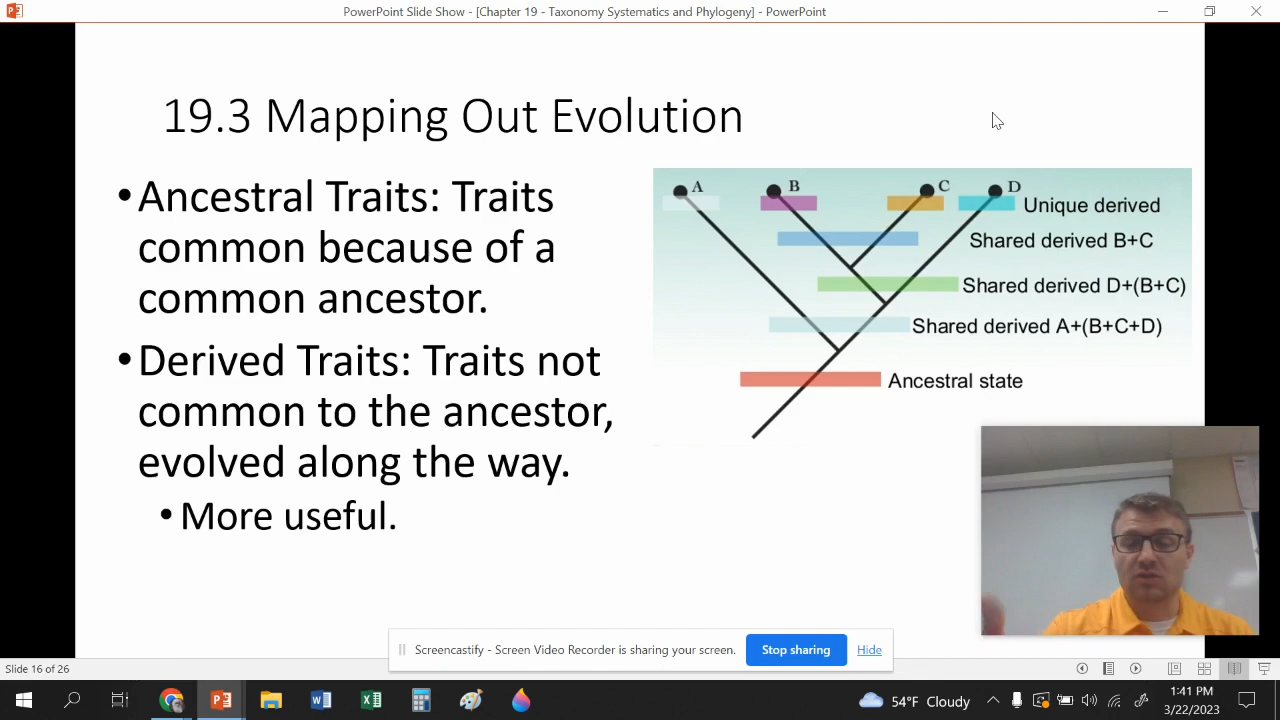 PowerPoint Slide Show - [Chapter 19 - Taxonomy Systematics and Phylogeny] - PowerPoint
19.3 Mapping Out Evolution
•Ancestral Traits: Traits
common because of a
common ancestor.
•Derived Traits: Traits not
common to the ancestor,
evolved along the way.
•More useful.
A
B
C
D
Unique derived
Shared derived B+C
Shared derived D+(B+C)
Shared derived A+(B+C+D)
Ancestral state
Screencastify - Screen Video Recorder is sharing your screen.
Stop sharing
Hide
Slide 16 of 26
54°F Cloudy
1:41 PM
3/22/2023